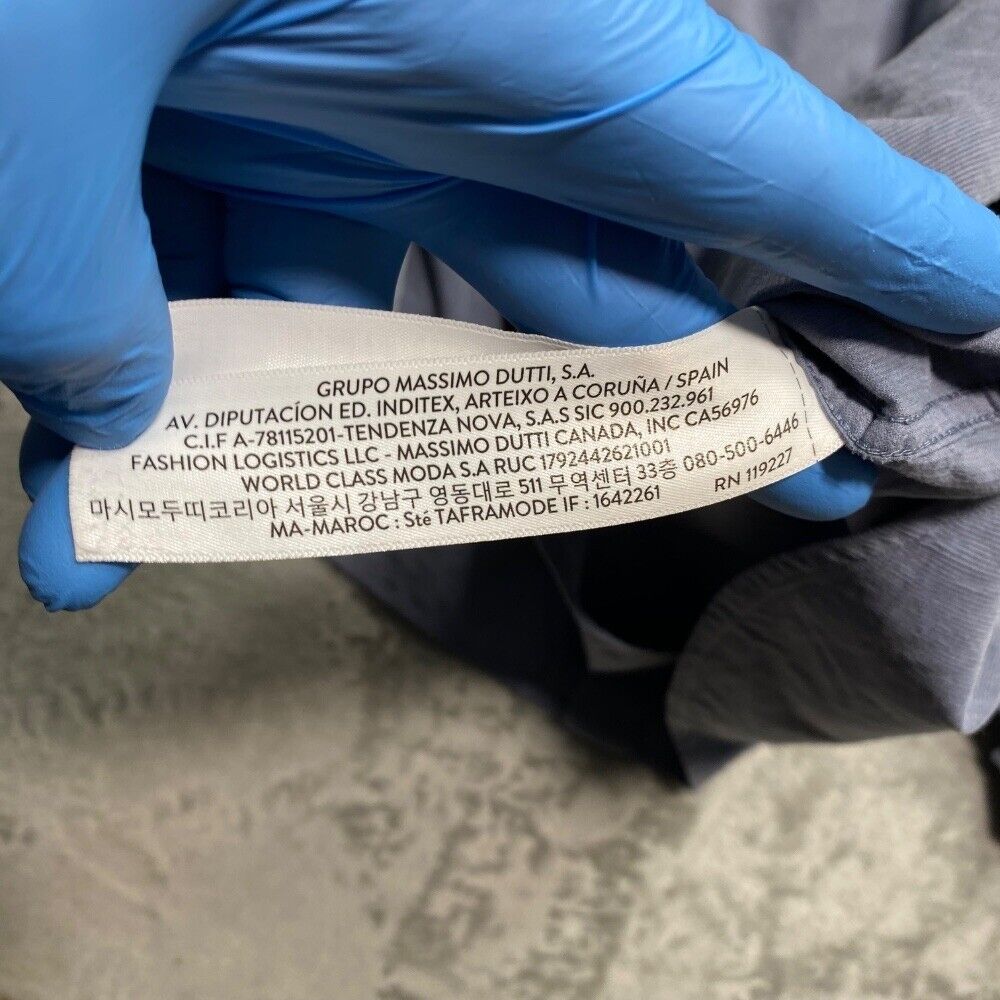 GRUPO MASSIMO DUTTI, S.A.
AV. DIPUTACÍON ED. INDITEX, ARTEIXO A CORUÑA / SPAIN
C.I.F A-78115201-TENDENZA NOVA, S.A.S SIC 900.232.961
FASHION LOGISTICS LLC - MASSIMO DUTTI CANADA, INC CA56976
WORLD CLASS MODA S.A RUC 1792442621001
마시모두띠코리아 서울시 강남구 영동대로 511 무역센터 33층 080-500-6446
MA-MAROC : Sté TAFRAMODE IF : 1642261 RN 119227